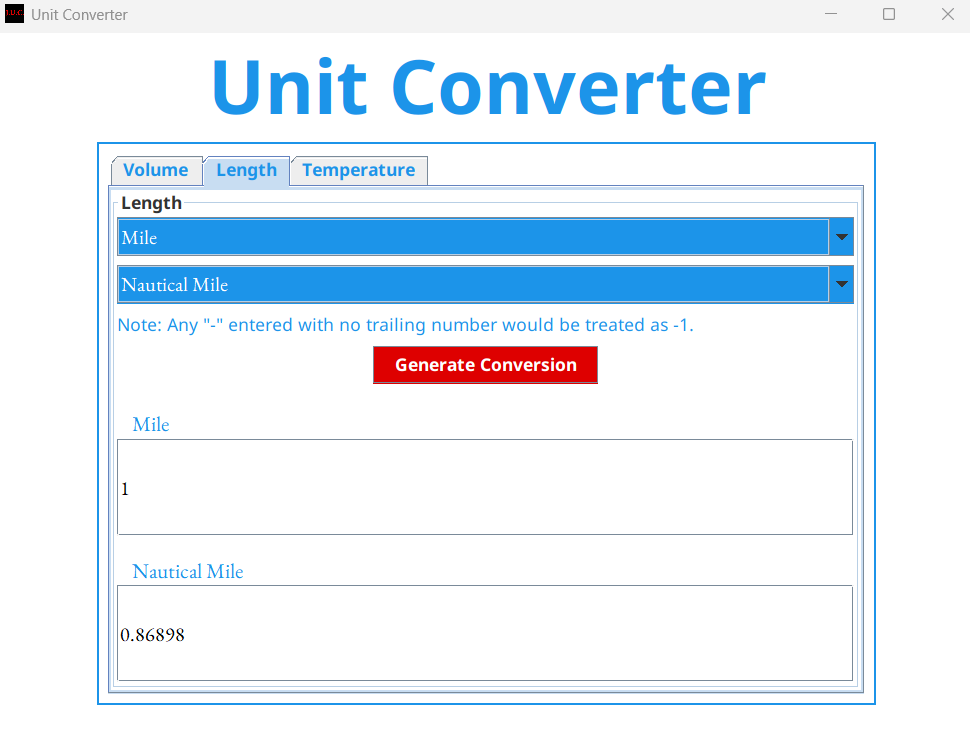 Unit Converter
Unit Converter
Volume Length Temperature
Length
Mile
Nautical Mile
Note: Any "-" entered with no trailing number would be treated as -1.
Generate Conversion
Mile
1
Nautical Mile
0.86898